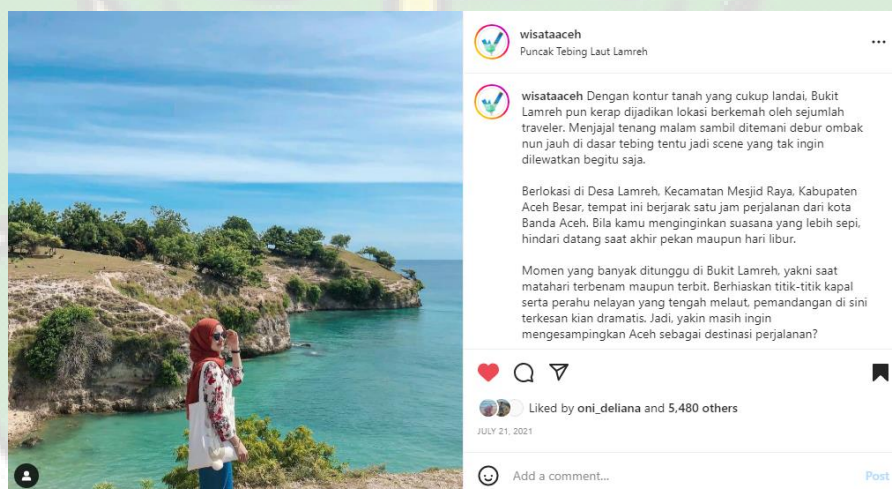 wisataaceh
Puncak Tebing Laut Lamreh
wisataaceh Dengan kontur tanah yang cukup landai, Bukit
Lamreh pun kerap dijadikan lokasi berkemah oleh sejumlah
traveler. Menjajal tenang malam sambil ditemani debur ombak
nun jauh di dasar tebing tentu jadi scene yang tak ingin
dilewatkan begitu saja.
Berlokasi di Desa Lamreh, Kecamatan Mesjid Raya, Kabupaten
Aceh Besar, tempat ini berjarak satu jam perjalanan dari kota
Banda Aceh. Bila kamu menginginkan suasana yang lebih sepi,
hindari datang saat akhir pekan maupun hari libur.
Momen yang banyak ditunggu di Bukit Lamreh, yakni saat
matahari terbenam maupun terbit. Berhiaskan titik-titik kapal
serta perahu nelayan yang tengah melaut, pemandangan di sini
terkesan kian dramatis. Jadi, yakin masih ingin
mengesampingkan Aceh sebagai destinasi perjalanan?
Liked by oni_deliana and 5,480 others
JULY 21, 2021
Add a comment...
Post